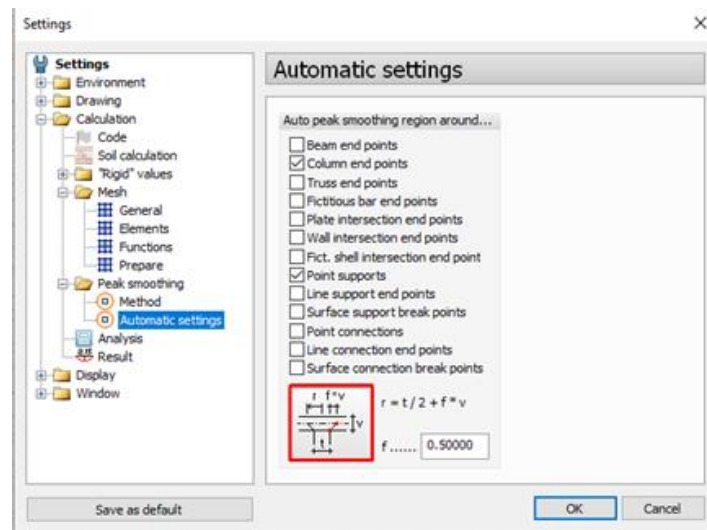 Settings
Settings
Environment
Drawing
Calculation
Code
Soil calculation
"Rigid" values
Mesh
General
Elements
Functions
Prepare
Peak smoothing
Method
Automatic settings
Analysis
Result
Display
Window
Save as default
Automatic settings
Auto peak smoothing region around...
Beam end points
Column end points
Truss end points
Fictitious bar end points
Plate intersection end points
Wall intersection end points
Fict. shell intersection end point
Point supports
Line support end points
Surface support break points
Point connections
Line connection end points
Surface connection break points
r f*v
v
t
r = t / 2 + f * v
f ...... 0.50000
OK Cancel